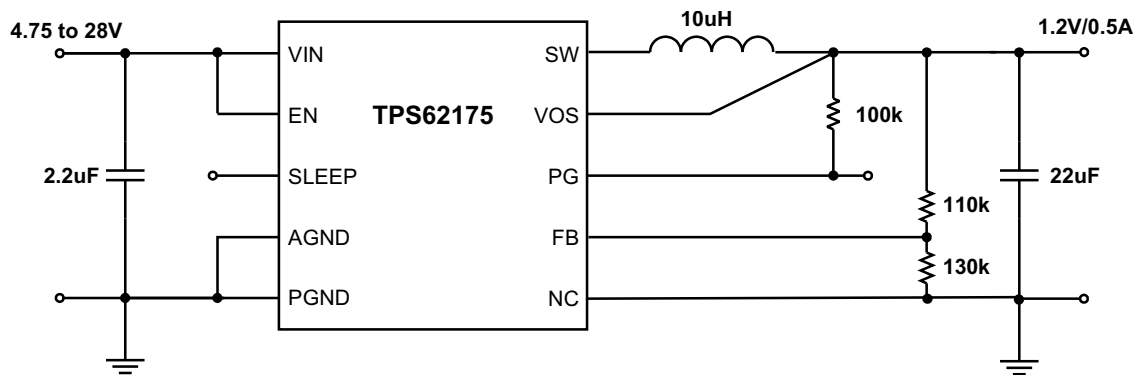 4.75 to 28V
10uH
1.2V/0.5A
VIN
SW
EN
TPS62175
VOS
100k
2.2uF
SLEEP
PG
22uF
110k
AGND
FB
130k
PGND
NC